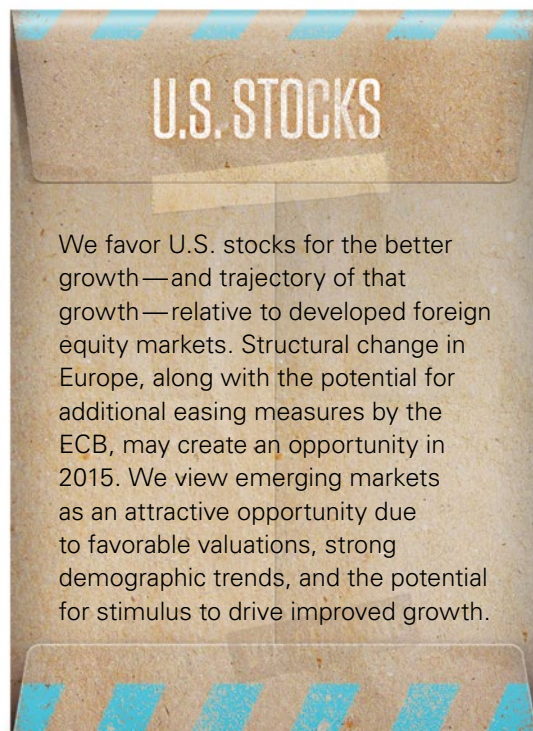 U.S. STOCKS
We favor U.S. stocks for the better
growth—and trajectory of that
growth—relative to developed foreign
equity markets. Structural change in
Europe, along with the potential for
additional easing measures by the
ECB, may create an opportunity in
2015. We view emerging markets
as an attractive opportunity due
to favorable valuations, strong
demographic trends, and the potential
for stimulus to drive improved growth.